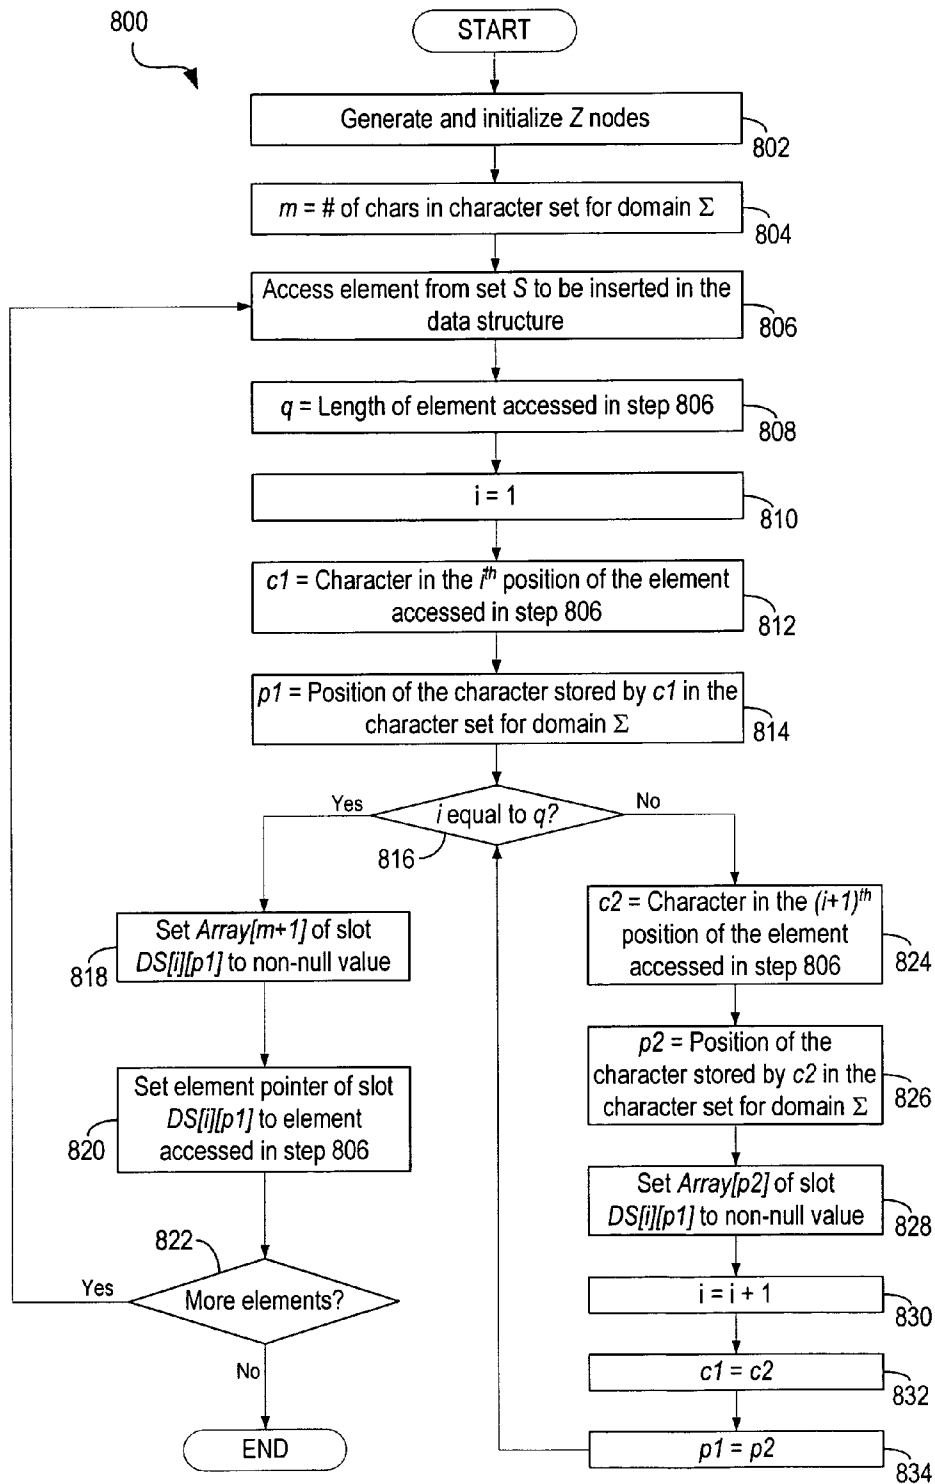 800
START
Generate and initialize Z nodes
802
m = # of chars in character set for domain Σ
804
Access element from set S to be inserted in the
data structure
806
q = Length of element accessed in step 806
808
i = 1
810
c1 = Character in the iᵗʰ position of the element
accessed in step 806
812
p1 = Position of the character stored by c1 in the
character set for domain Σ
814
Yes
i equal to q?
No
816
Set Array[m+1] of slot
DS[i][p1] to non-null value
818
Set element pointer of slot
DS[i][p1] to element
accessed in step 806
820
822
Yes
More elements?
No
END
c2 = Character in the (i+1)ᵗʰ
position of the element
accessed in step 806
824
p2 = Position of the
character stored by c2 in the
character set for domain Σ
826
Set Array[p2] of slot
DS[i][p1] to non-null value
828
i = i + 1
830
c1 = c2
832
p1 = p2
834